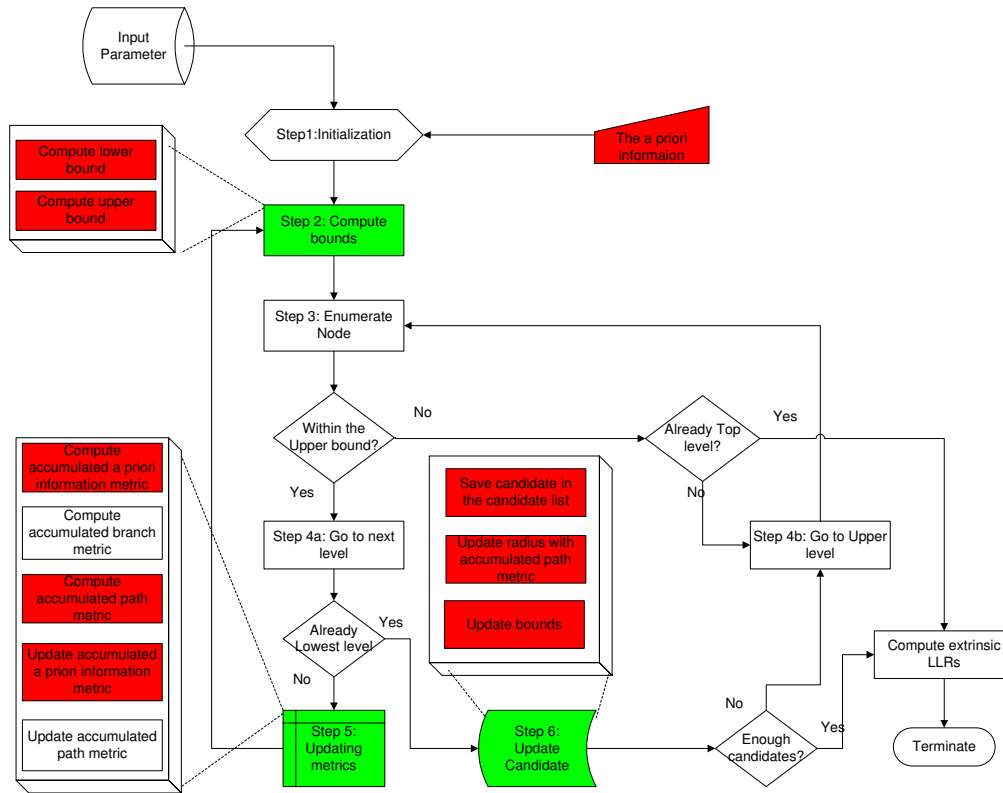 Input
Parameter
Step1:Initialization
The a priori
informaion
Compute lower
bound
Compute upper
bound
Step 2: Compute
bounds
Step 3: Enumerate
Node
Within the
Upper bound?
No
Already Top
level?
Yes
Yes
No
Compute
accumulated a priori
information metric
Compute
accumulated branch
metric
Compute
accumulated path
metric
Update accumulated
a priori information
metric
Update accumulated
path metric
Save candidate in
the candidate list
Update radius with
accumulated path
metric
Update bounds
Step 4a: Go to next
level
Step 4b: Go to Upper
level
Already
Lowest level
Yes
No
Compute extrinsic
LLRs
Step 5:
Updating
metrics
Step 6:
Update
Candidate
No
Enough
candidates?
Yes
Terminate